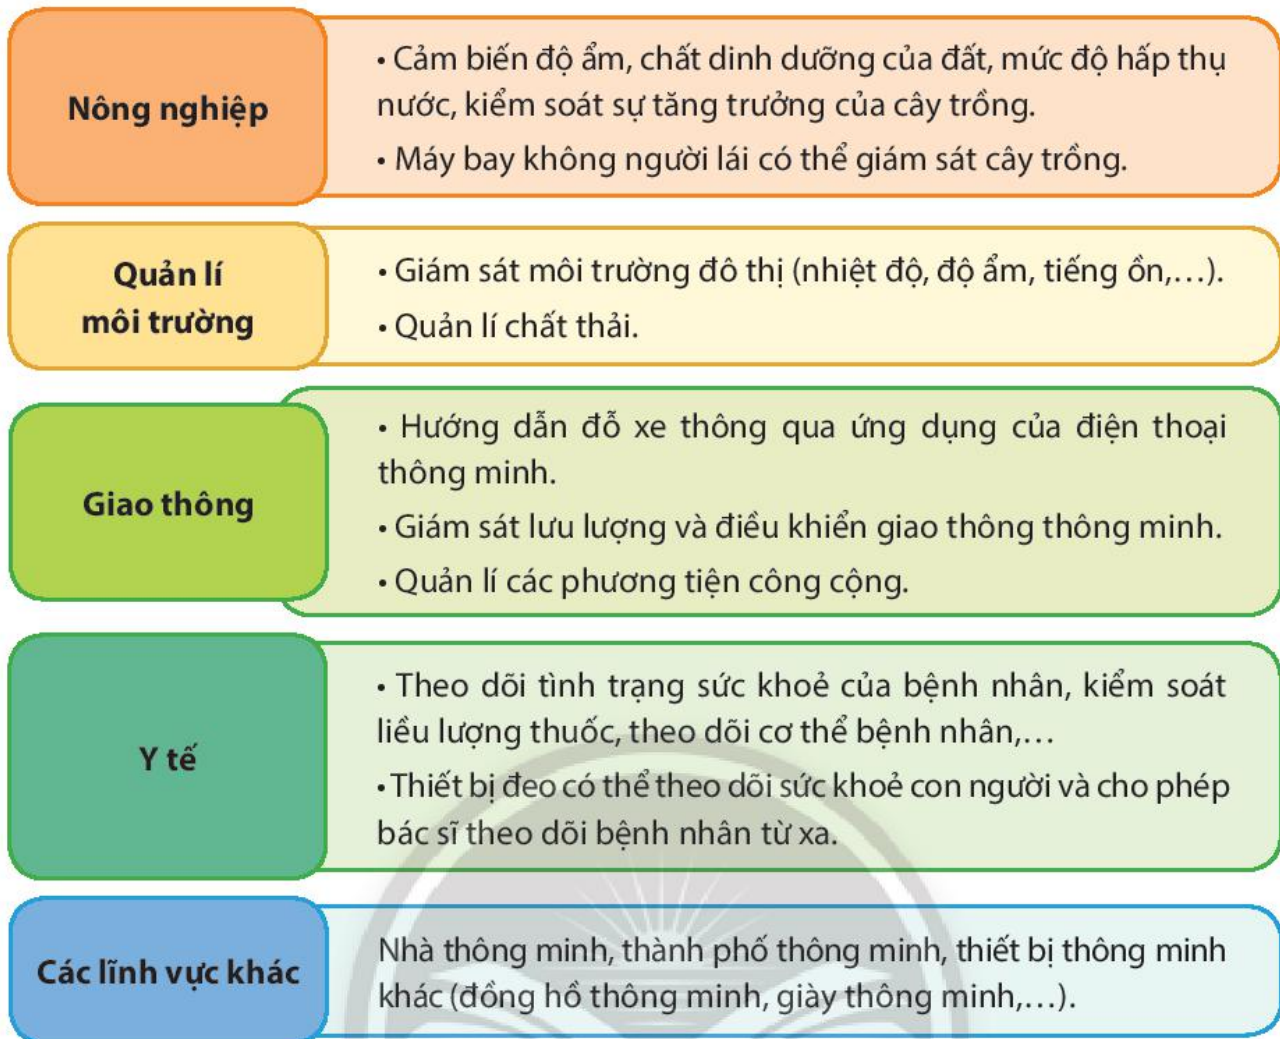 Nông nghiệp
• Cảm biến độ ẩm, chất dinh dưỡng của đất, mức độ hấp thụ
nước, kiểm soát sự tăng trưởng của cây trồng.
• Máy bay không người lái có thể giám sát cây trồng.
Quản lí
môi trường
• Giám sát môi trường đô thị (nhiệt độ, độ ẩm, tiếng ồn,…).
• Quản lí chất thải.
Giao thông
• Hướng dẫn đỗ xe thông qua ứng dụng của điện thoại
thông minh.
• Giám sát lưu lượng và điều khiển giao thông thông minh.
• Quản lí các phương tiện công cộng.
Y tế
• Theo dõi tình trạng sức khoẻ của bệnh nhân, kiểm soát
liều lượng thuốc, theo dõi cơ thể bệnh nhân,…
• Thiết bị đeo có thể theo dõi sức khoẻ con người và cho phép
bác sĩ theo dõi bệnh nhân từ xa.
Các lĩnh vực khác
Nhà thông minh, thành phố thông minh, thiết bị thông minh
khác (đồng hồ thông minh, giày thông minh,…).